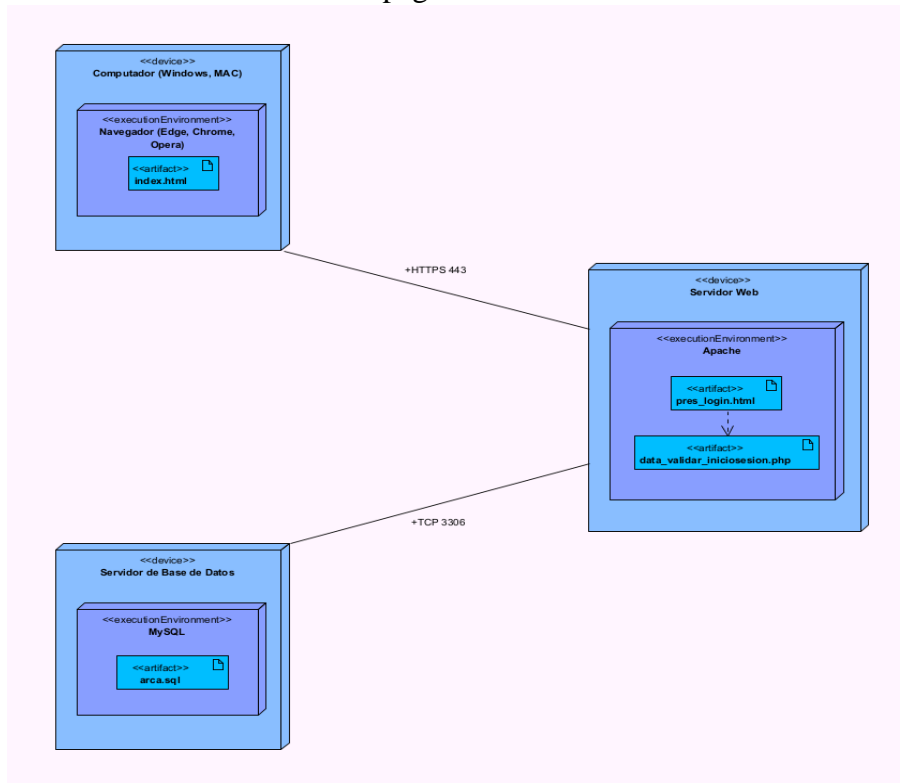 pag
<<device>>
Computador (Windows, MAC)
<<executionEnvironment>>
Navegador (Edge, Chrome,
Opera)
<<artifact>>
index.html
+HTTPS 443
<<device>>
Servidor Web
<<executionEnvironment>>
Apache
<<artifact>>
pres_login.html
<<artifact>>
data_validar_iniciosesion.php
+TCP 3306
<<device>>
Servidor de Base de Datos
<<executionEnvironment>>
MySQL
<<artifact>>
arca.sql